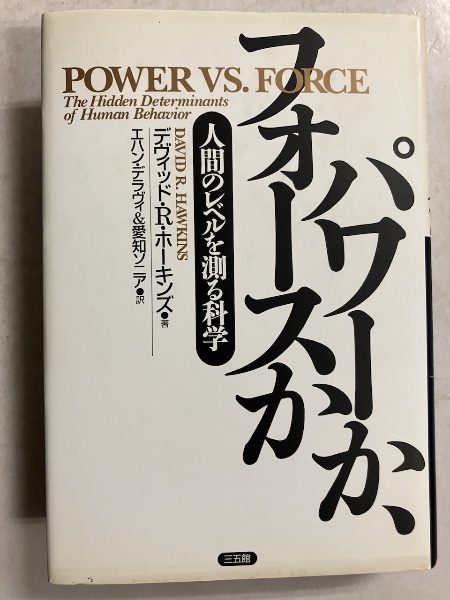 POWER VS. FORCE
The Hidden Determinants
of Human Behavior
パワーか、
フォースか
人間のレベルを測る科学
DAVID R. HAWKINS
デヴィッド・R・ホーキンズ●著
エハン・デラヴィ&愛知ソニア●訳
三五館